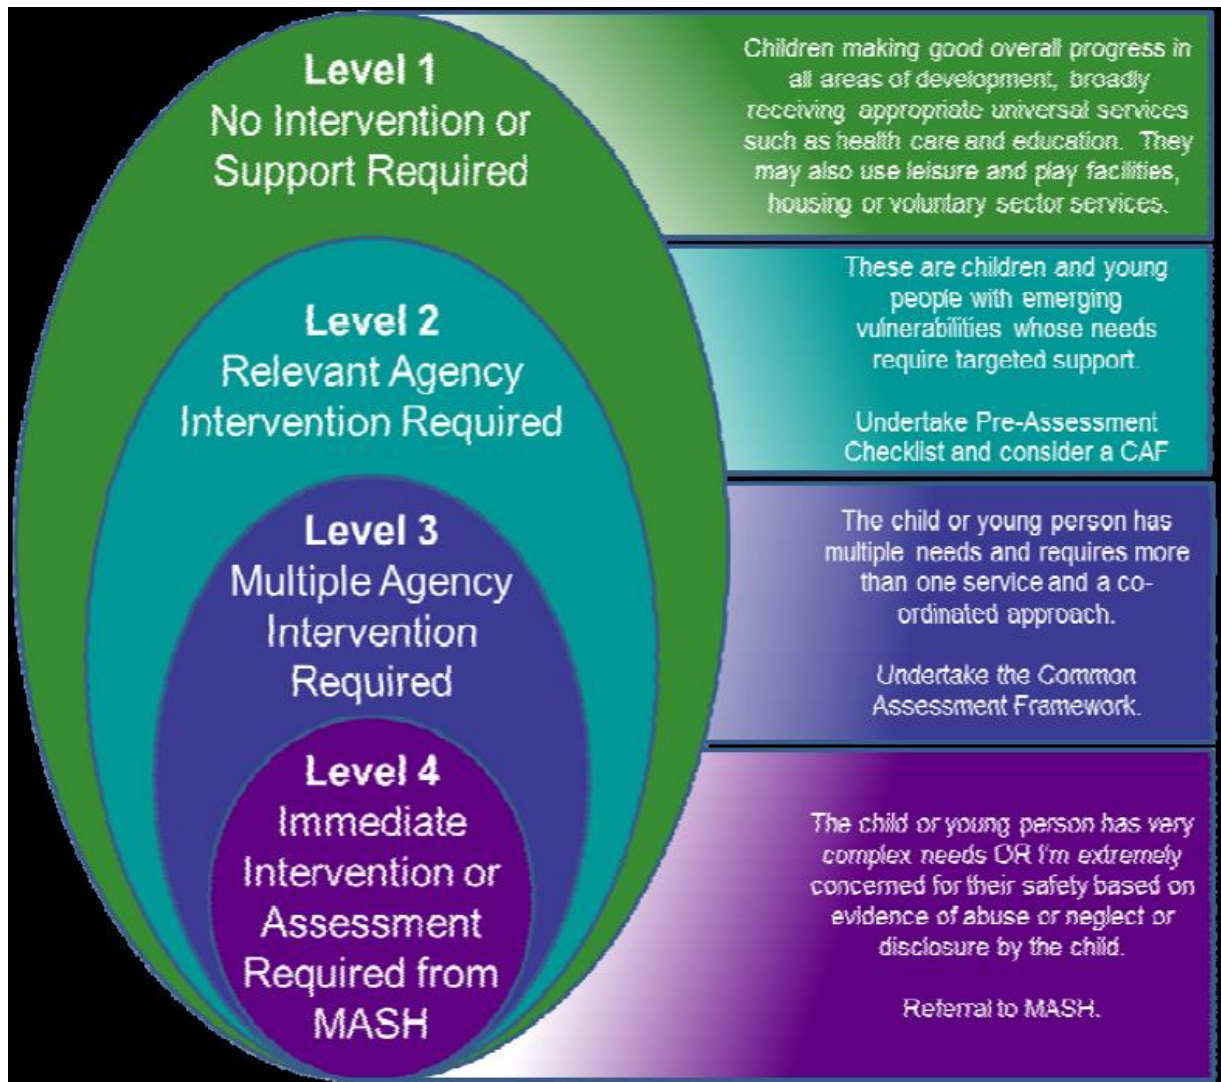 Level 1
No Intervention or
Support Required
Children making good overall progress in
all areas of development, broadly
receiving appropriate universal services
such as health care and education. They
may also use leisure and play facilities,
housing or voluntary sector services.
Level 2
Relevant Agency
Intervention Required
These are children and young
people with emerging
vulnerabilities whose needs
require targeted support.
Undertake Pre-Assessment
Checklist and consider a CAF
Level 3
Multiple Agency
Intervention
Required
The child or young person has
multiple needs and requires more
than one service and a co-
ordinated approach.
Undertake the Common
Assessment Framework.
Level 4
Immediate
Intervention or
Assessment
Required from
MASH
The child or young person has very
complex needs OR I'm extremely
concerned for their safety based on
evidence of abuse or neglect or
disclosure by the child.
Referral to MASH.